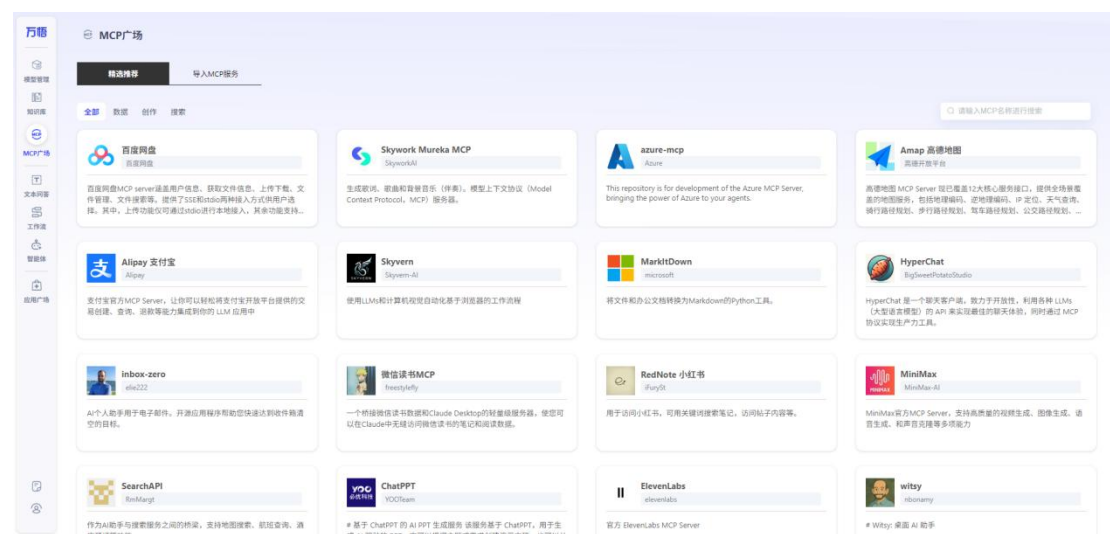 万悟
MCP广场
模型管理
知识库
MCP广场
文本问答
工作流
智能体
应用广场
精选推荐
导入MCP服务
全部 数据 创作 搜索
请输入MCP名称进行搜索
百度网盘
百度网盘
百度网盘MCP server涵盖用户信息、获取文件信息、上传下载、文
件管理、文件搜索等。提供了SSE和stdio两种接入方式供用户选
择。其中，上传功能仅可通过stdio进行本地接入，其余功能支持...
Skywork Mureka MCP
SkyworkAI
生成歌词、歌曲和背景音乐（伴奏）。模型上下文协议（Model
Context Protocol，MCP）服务器。
azure-mcp
Azure
This repository is for development of the Azure MCP Server,
bringing the power of Azure to your agents.
Amap 高德地图
高德开放平台
高德地图 MCP Server 现已覆盖12大核心服务接口，提供全场景覆
盖的地图服务，包括地理编码、逆地理编码、IP 定位、天气查询、
骑行路径规划、步行路径规划、驾车路径规划、公交路径规划、...
Alipay 支付宝
Alipay
支付宝官方MCP Server，让你可以轻松将支付宝开放平台提供的交
易创建、查询、退款等能力集成到你的 LLM 应用中
Skyvern
Skyvern-AI
使用LLMs和计算机视觉自动化基于浏览器的工作流程
MarkItDown
microsoft
将文件和办公文档转换为Markdown的Python工具。
HyperChat
BigSweetPotatoStudio
HyperChat 是一个聊天客户端，致力于开放性，利用各种 LLMs
（大型语言模型）的 API 来实现最佳的聊天体验，同时通过 MCP
协议实现生产力工具。
inbox-zero
elie222
AI个人助手用于电子邮件。开源应用程序帮助您快速达到收件箱清
空的目标。
微信读书MCP
freestylefly
一个桥接微信读书数据和Claude Desktop的轻量级服务器，使您可
以在Claude中无缝访问微信读书的笔记和阅读数据。
RedNote 小红书
iFurySt
用于访问小红书，可用关键词搜索笔记，访问帖子内容等。
MINIMAX
MiniMax
MiniMax-AI
MiniMax官方MCP Server，支持高质量的视频生成、图像生成、语
音生成、和声音克隆等多项能力
SearchAPI
RmMargt
作为AI助手与搜索服务之间的桥梁，支持地图搜索、航班查询、酒
YOO
必优科技
ChatPPT
YOOTeam
# 基于 ChatPPT 的 AI PPT 生成服务 该服务基于 ChatPPT，用于生
ElevenLabs
elevenlabs
官方 ElevenLabs MCP Server
witsy
nbonamy
# Witsy: 桌面 AI 助手